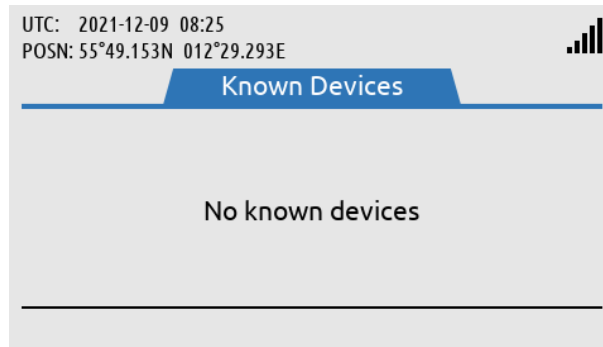 UTC: 2021-12-09 08:25
POSN: 55°49.153N 012°29.293E
Known Devices
No known devices